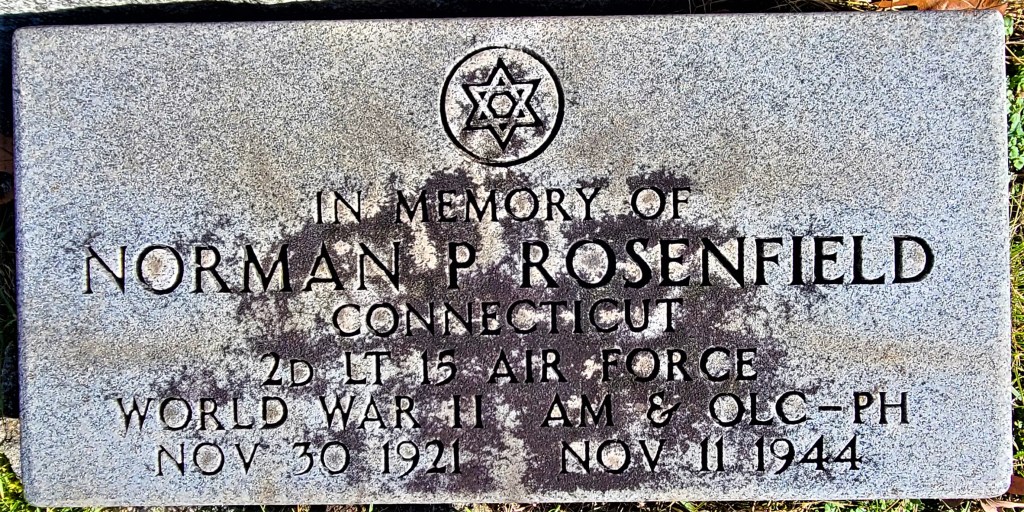 IN MEMORY OF
NORMAN P ROSENFIELD
CONNECTICUT
2D LT 15 AIR FORCE
WORLD WAR II AM & OLC-PH
NOV 30 1921 NOV 11 1944